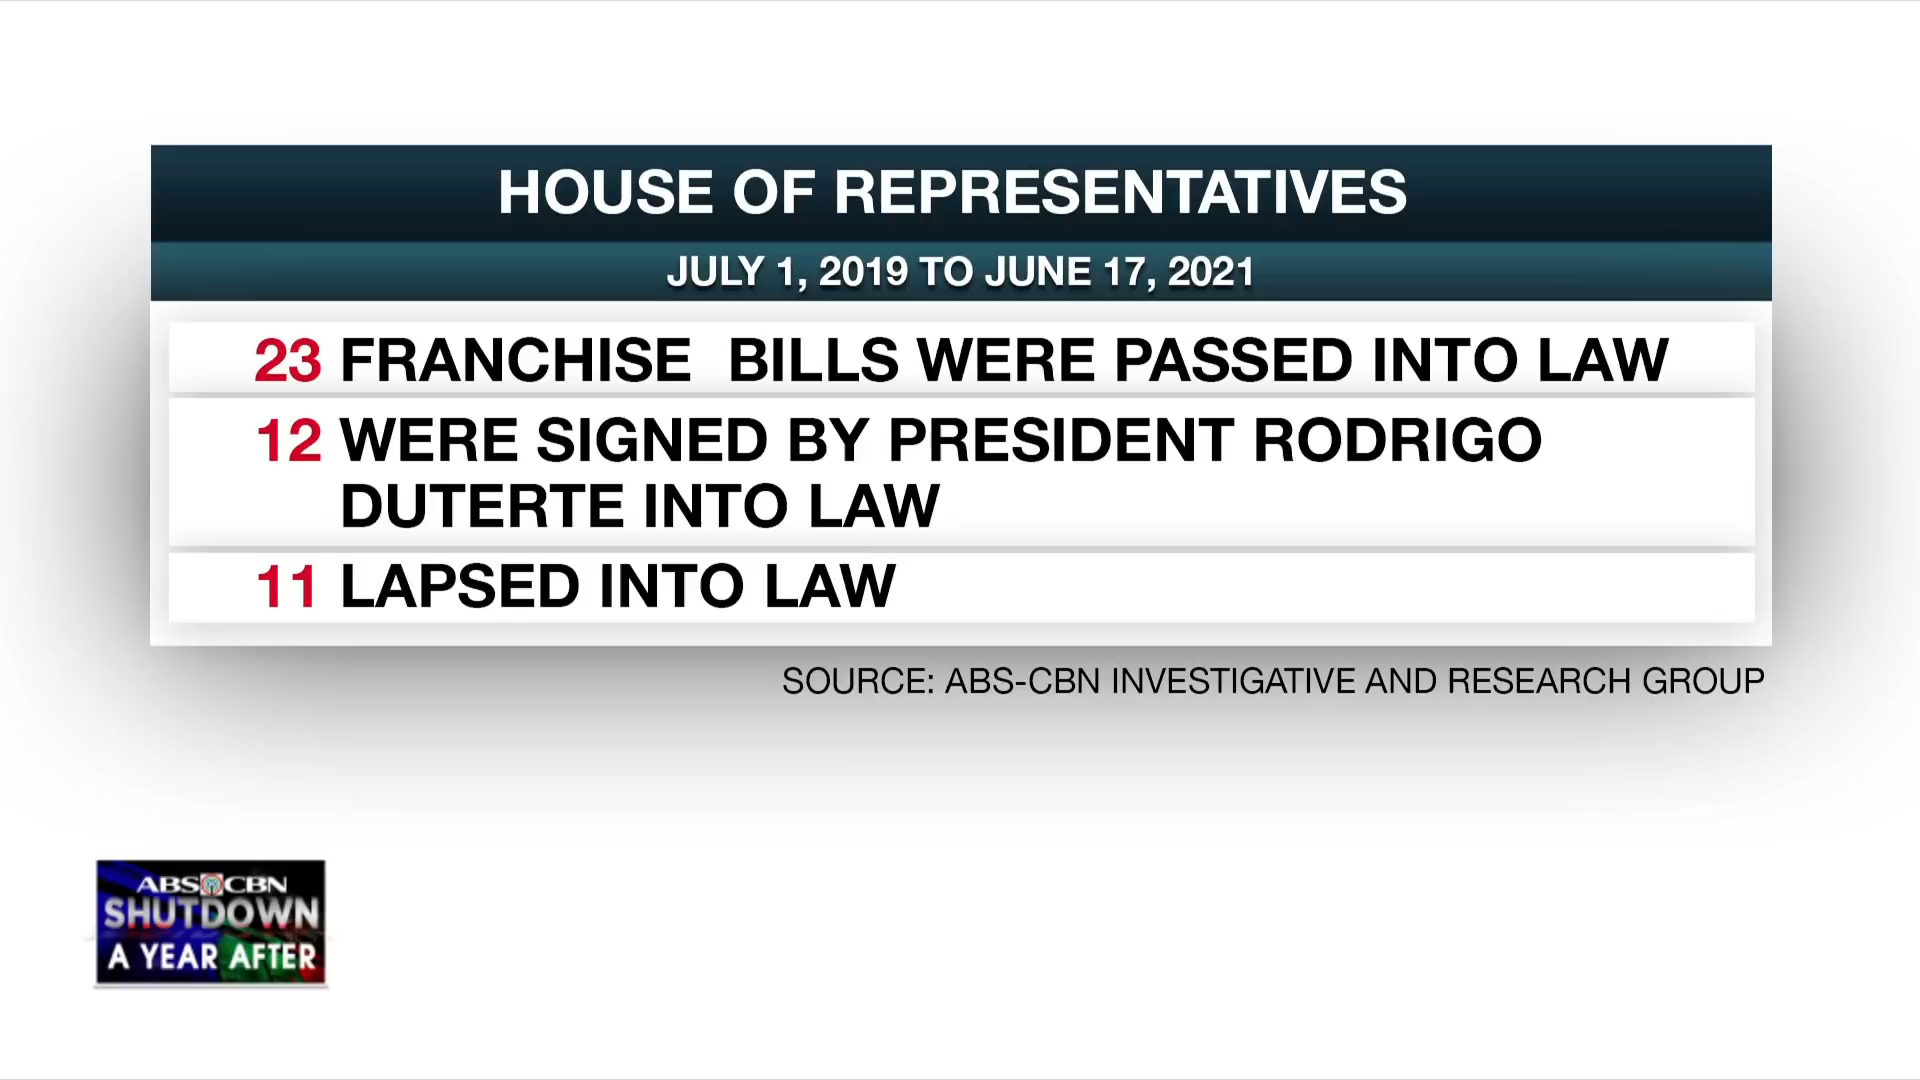 HOUSE OF REPRESENTATIVES
JULY 1, 2019 TO JUNE 17, 2021
23 FRANCHISE BILLS WERE PASSED INTO LAW
12 WERE SIGNED BY PRESIDENT RODRIGO
DUTERTE INTO LAW
11 LAPSED INTO LAW
SOURCE: ABS-CBN INVESTIGATIVE AND RESEARCH GROUP
ABS-CBN
SHUTDOWN
A YEAR AFTER